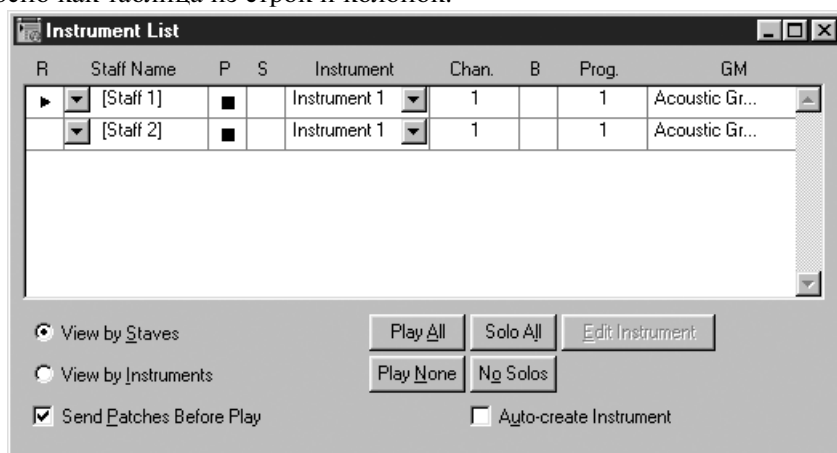 как таблица из строк и колонок.
Instrument List
R Staff Name P S Instrument Chan. B Prog. GM
[Staff 1] Instrument 1 1 1 Acoustic Gr...
[Staff 2] Instrument 1 1 1 Acoustic Gr...
View by Staves Play All Solo All Edit Instrument
View by Instruments Play None No Solos
Send Patches Before Play Auto-create Instrument